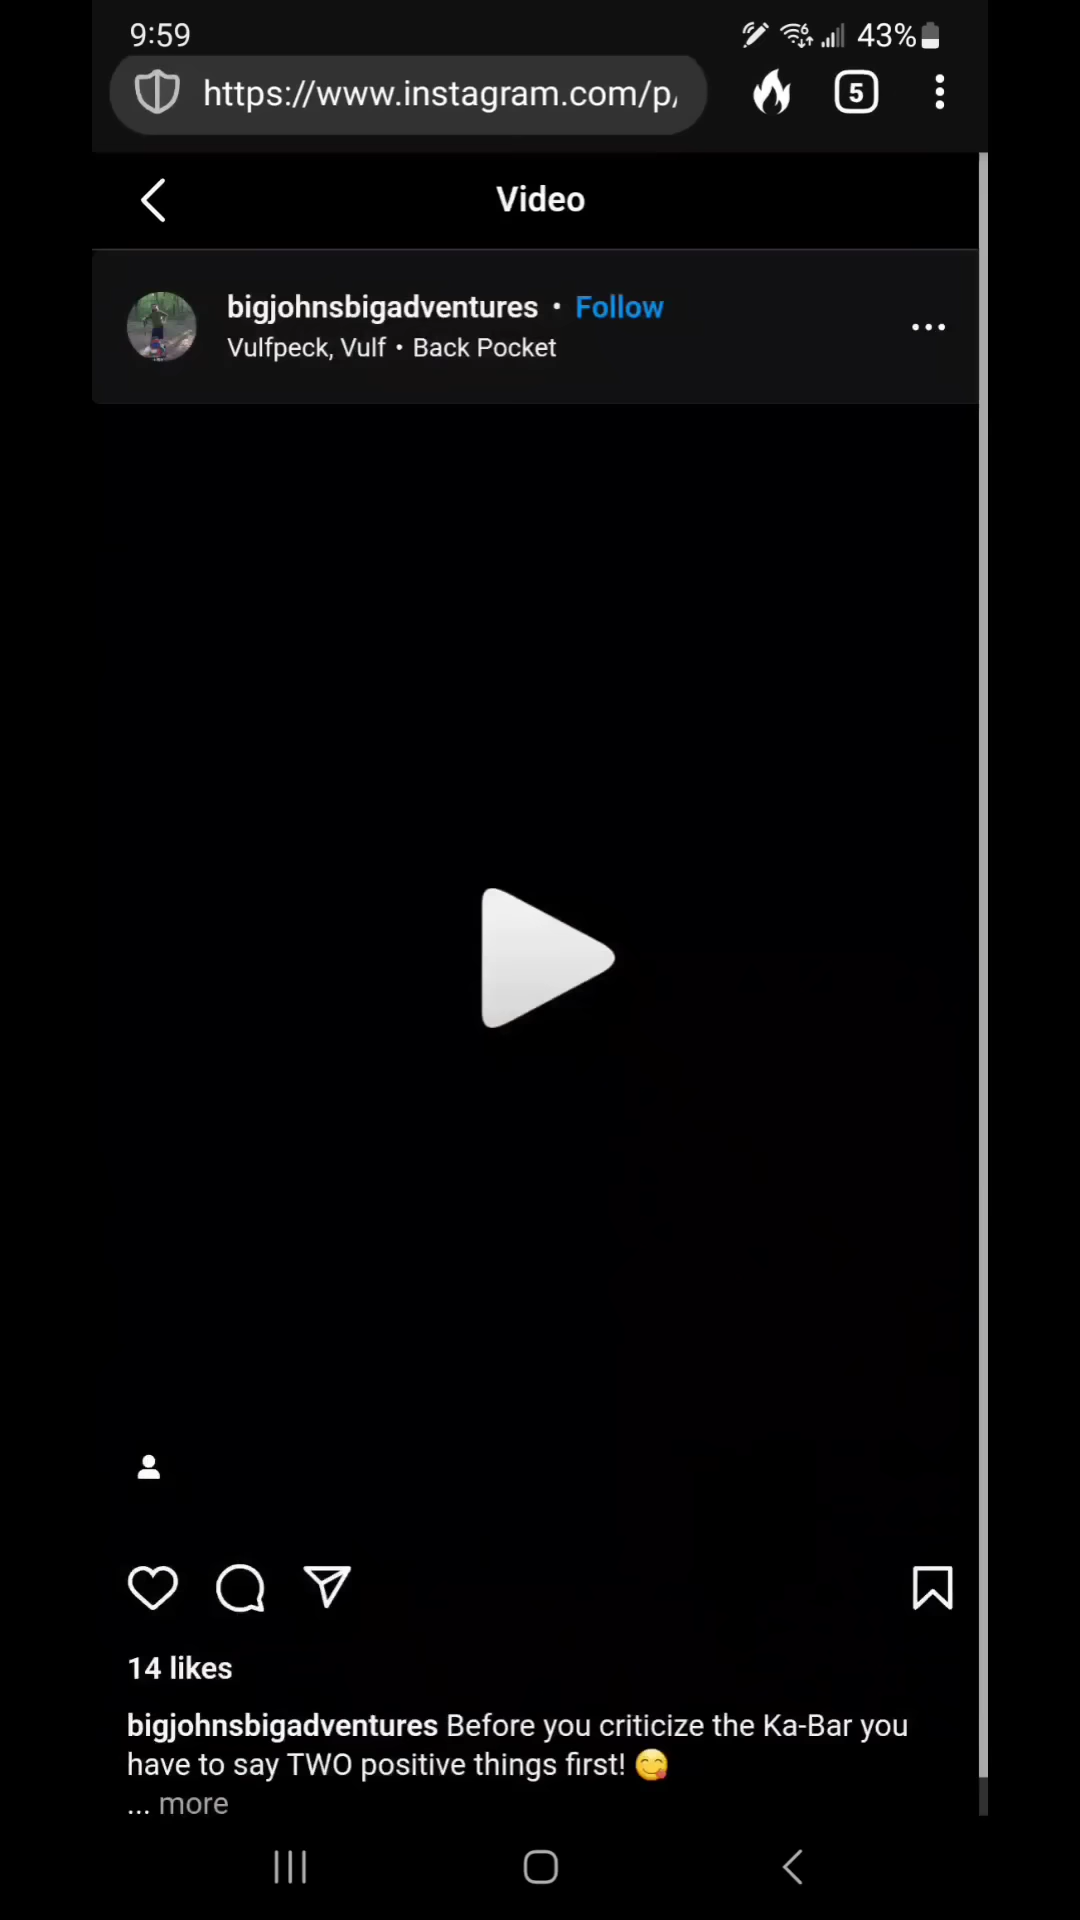 9:59
43%
https://www.instagram.com/p/
5
Video
bigjohnsbigadventures • Follow
Vulfpeck, Vulf • Back Pocket
14 likes
bigjohnsbigadventures Before you criticize the Ka-Bar you
have to say TWO positive things first! 😋
... more